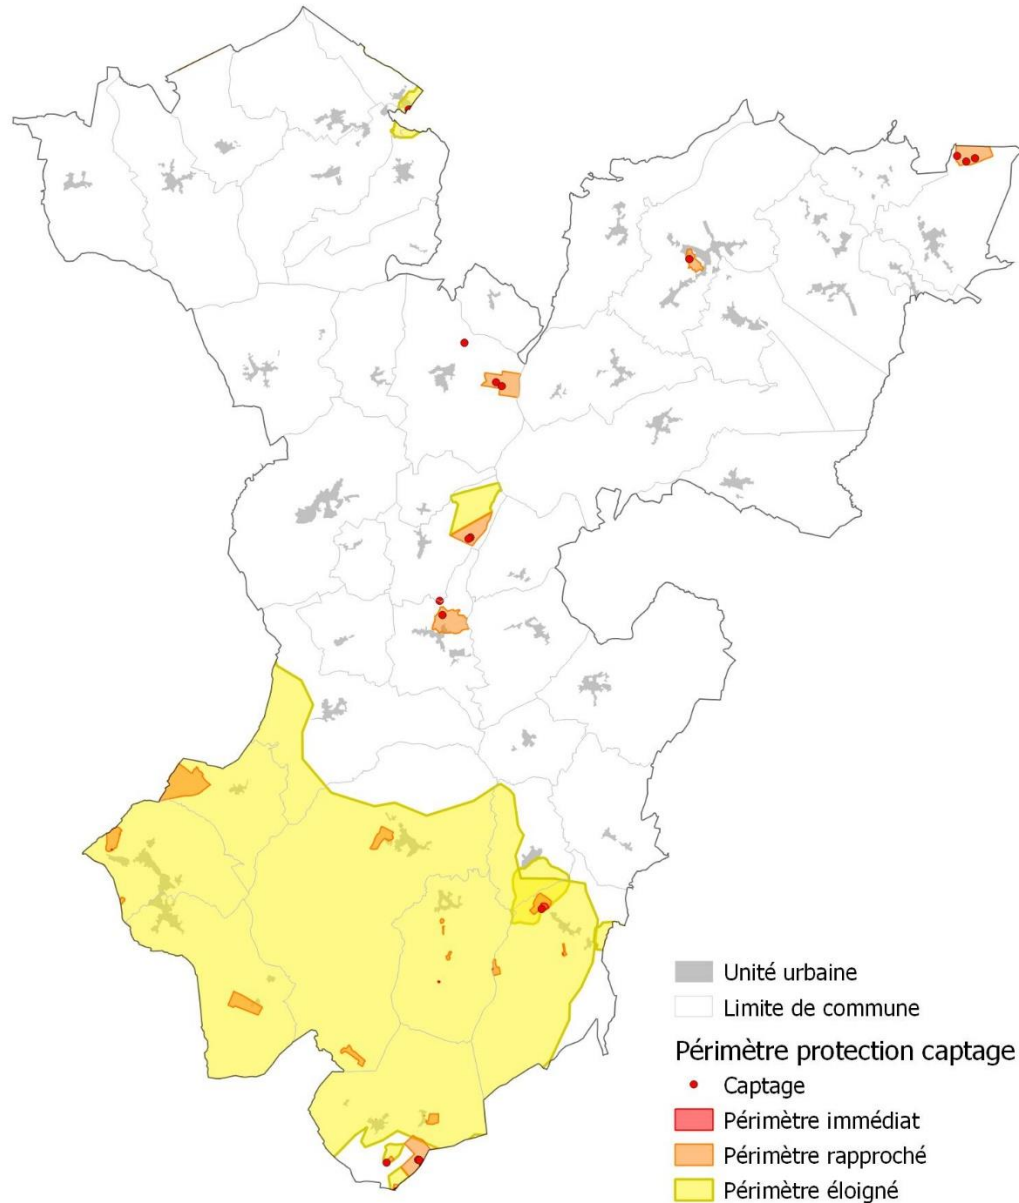 Unité urbaine
Limite de commune
Périmètre protection captage
Captage
Périmètre immédiat
Périmètre rapproché
Périmètre éloigné